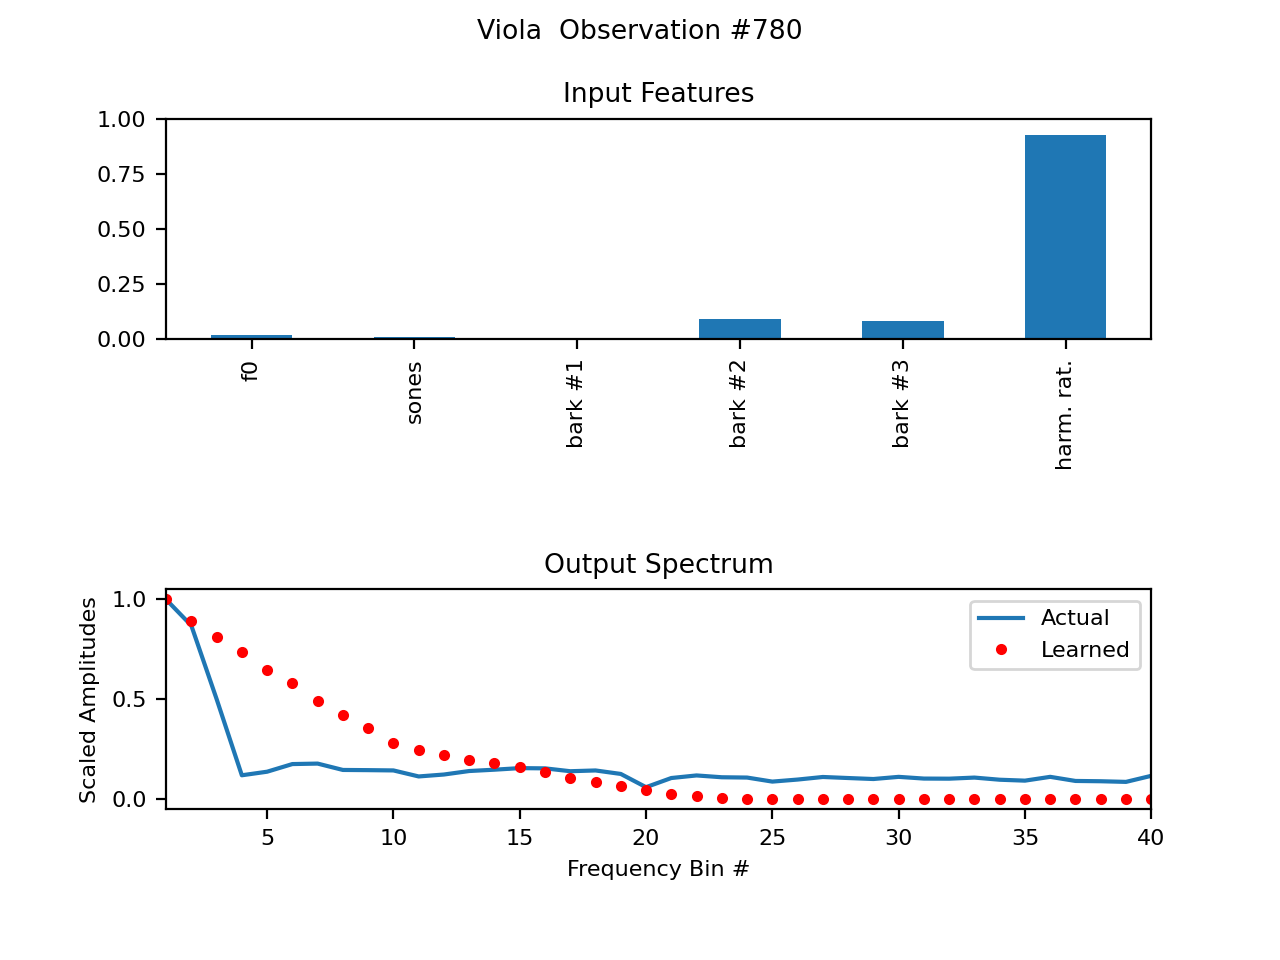 Viola  Observation #780
Input Features
1.00
0.75
0.50
0.25
0.00
f0
sones
bark #1
bark #2
bark #3
harm. rat.
Output Spectrum
Scaled Amplitudes
1.0
0.5
0.0
Actual
Learned
5 10 15 20 25 30 35 40
Frequency Bin #